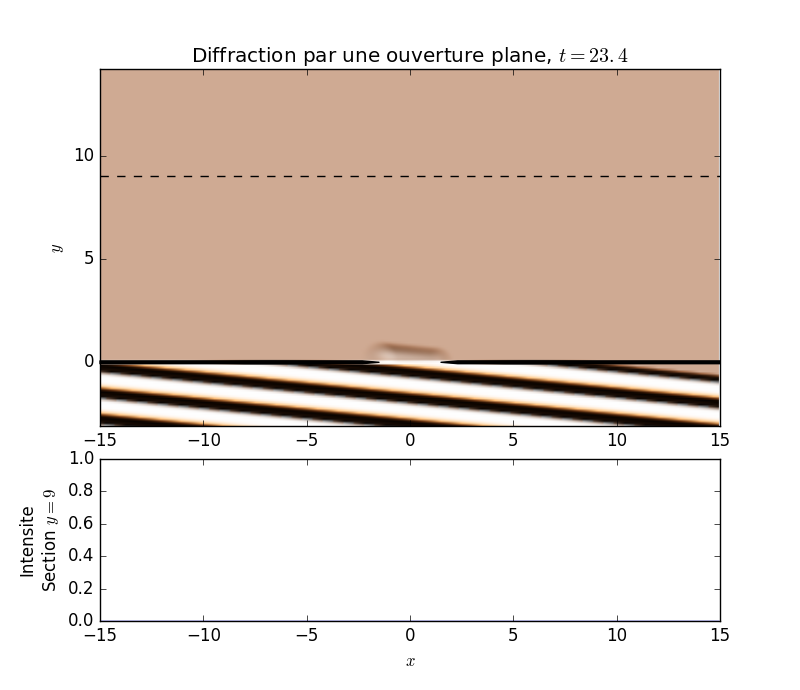 Diffraction par une ouverture plane, t = 23.4
10
5
0
y
−15 −10 −5 0 5 10 15
1.0
0.8
0.6
0.4
0.2
0.0
Intensite
Section y = 9
−15 −10 −5 0 5 10 15
x